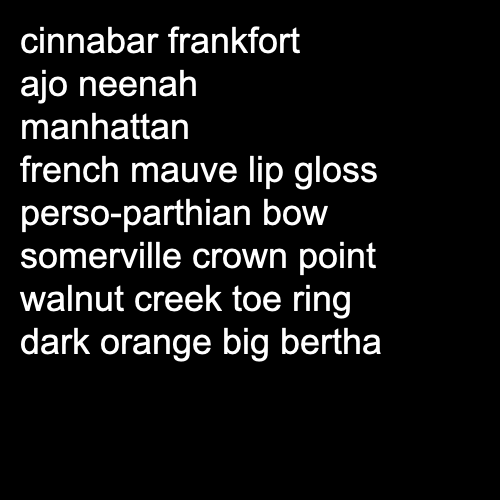 cinnabar frankfort
ajo neenah
manhattan
french mauve lip gloss
perso-parthian bow
somerville crown point
walnut creek toe ring
dark orange big bertha